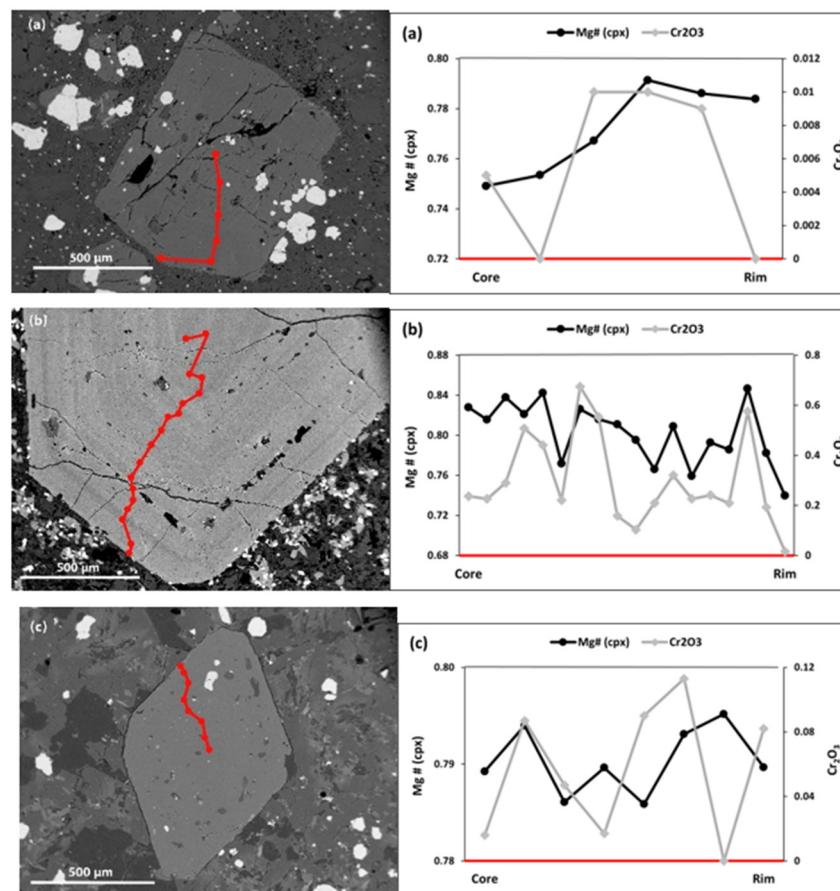 (a)
500 µm
(a)
Mg# (cpx) Cr2O3
0.80
0.78
0.76
0.74
0.72
Mg # (cpx)
0.012
0.01
0.008
0.006
0.004
0.002
0
Core Rim
(b)
500 µm
(b)
Mg# (cpx) Cr2O3
0.88
0.84
0.80
0.76
0.72
0.68
Mg # (cpx)
0.8
0.6
0.4
0.2
0
Core Rim
(c)
500 µm
(c)
Mg# (cpx) Cr2O3
0.80
0.79
0.78
Mg # (cpx)
0.12
0.08
0.04
0
Cr₂O₃
Core Rim